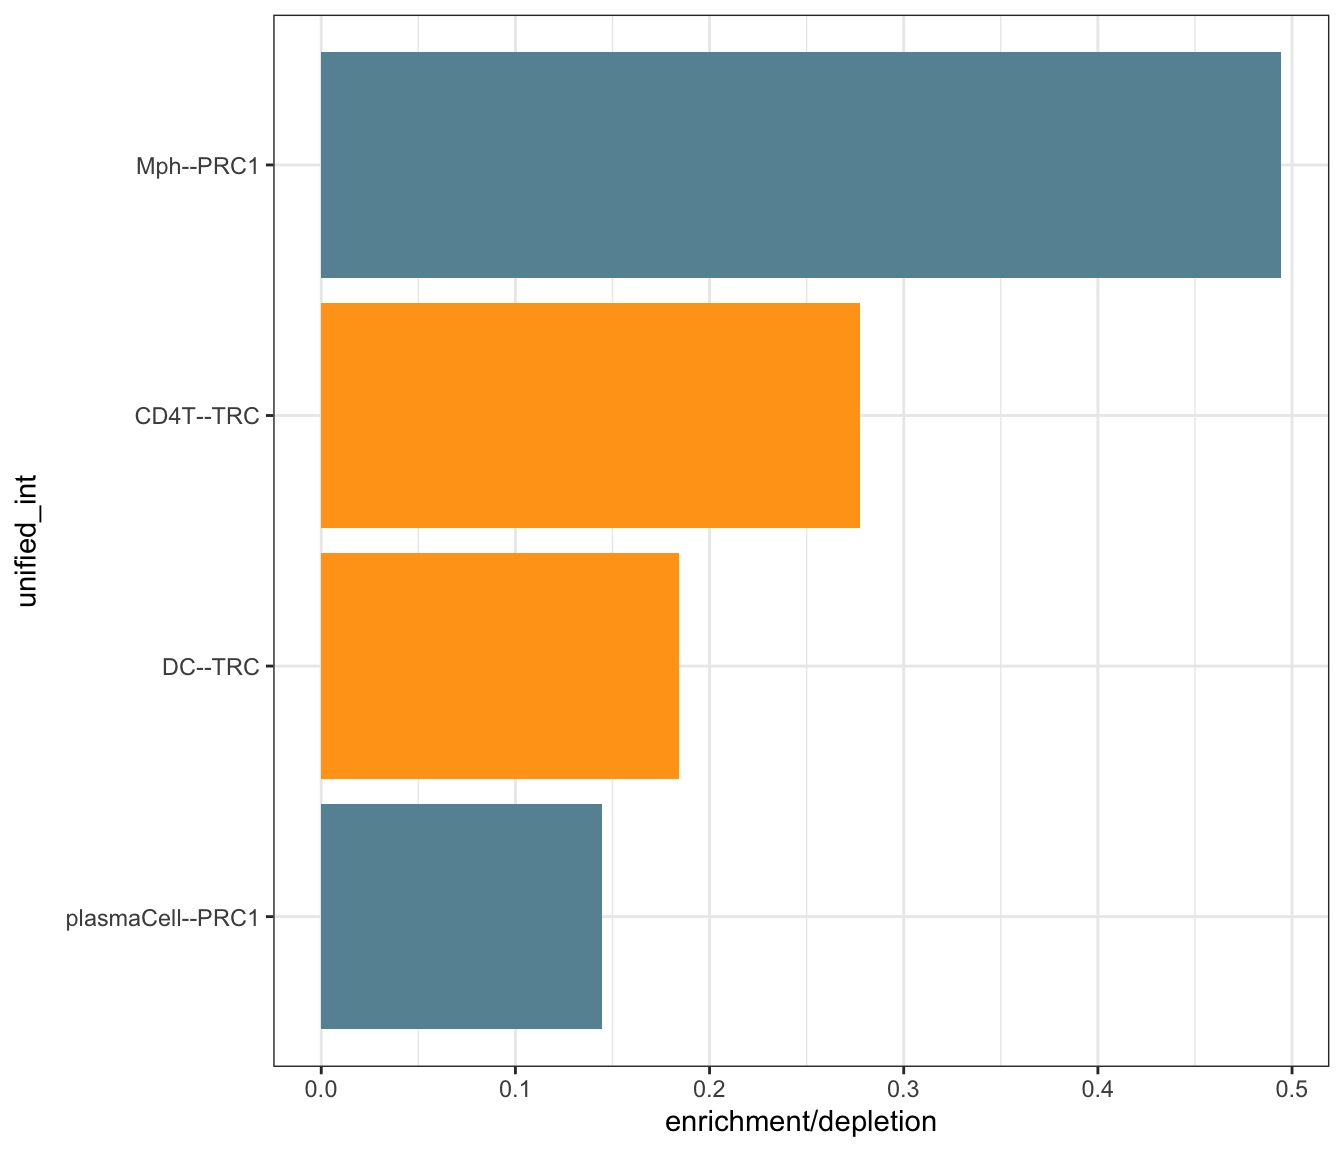 unified_int
Mph--PRC1
CD4T--TRC
DC--TRC
plasmaCell--PRC1
0.0 0.1 0.2 0.3 0.4 0.5
enrichment/depletion